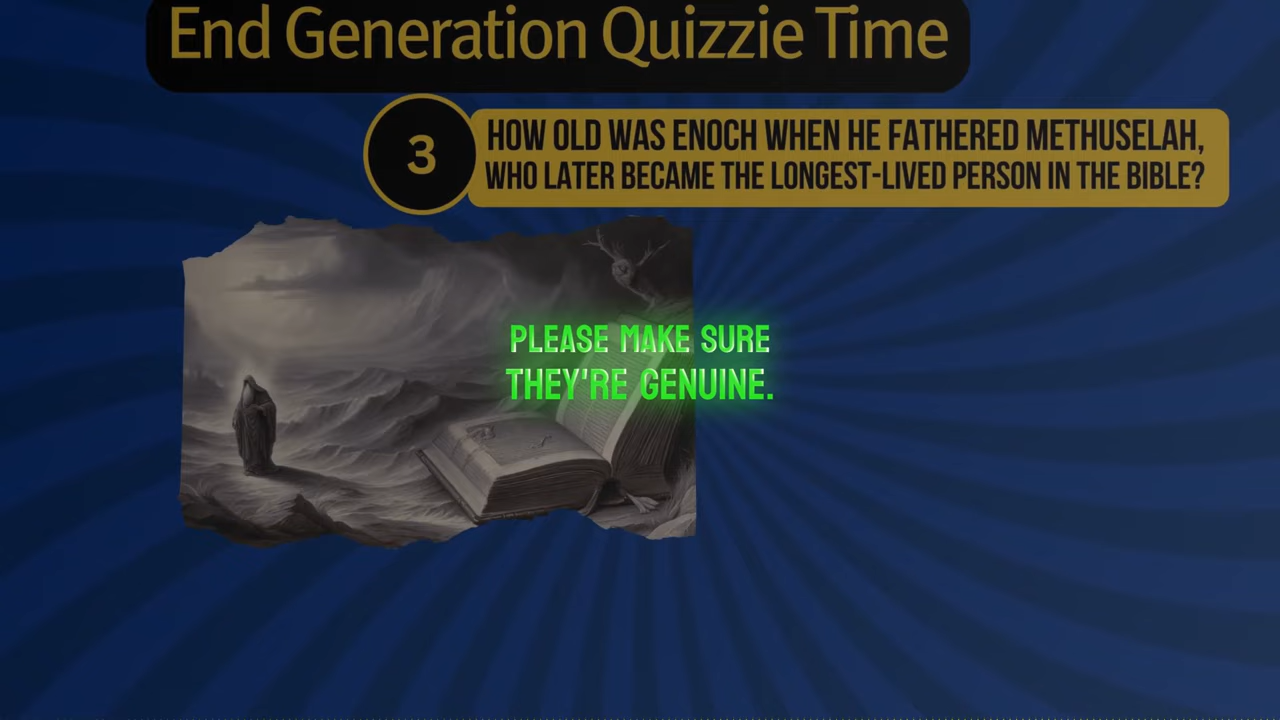 End Generation Quizzie Time
3
HOW OLD WAS ENOCH WHEN HE FATHERED METHUSELAH,
WHO LATER BECAME THE LONGEST-LIVED PERSON IN THE BIBLE?
PLEASE MAKE SURE
THEY'RE GENUINE.